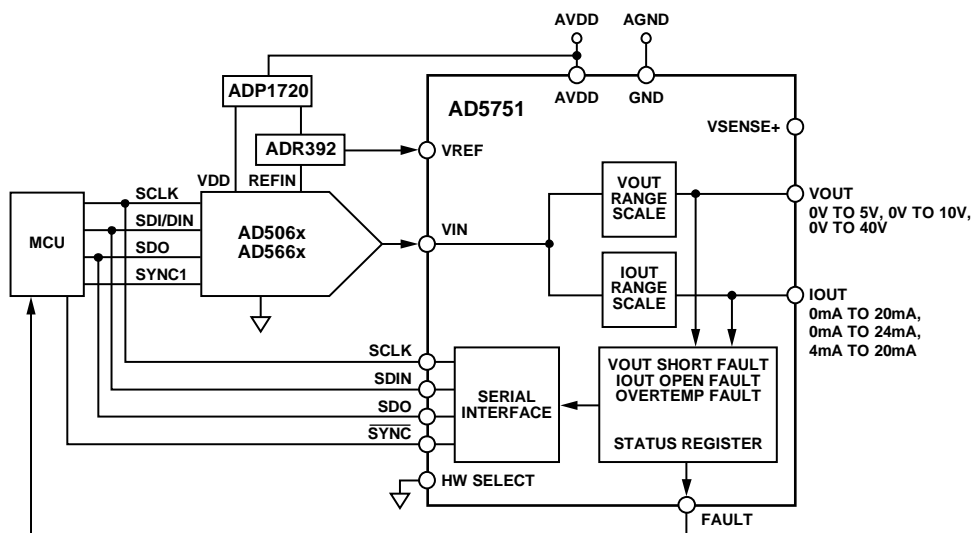 AVDD
AGND
ADP1720
AVDD
GND
AD5751
VSENSE+
ADR392
VREF
VDD
REFIN
SCLK
VOUT
RANGE
SCALE
VOUT
0V TO 5V, 0V TO 10V,
0V TO 40V
SDI/DIN
MCU
AD506x
AD566x
VIN
SDO
SYNC1
IOUT
RANGE
SCALE
IOUT
0mA TO 20mA,
0mA TO 24mA,
4mA TO 20mA
SCLK
SDIN
SDO
SYNC
SERIAL
INTERFACE
VOUT SHORT FAULT
IOUT OPEN FAULT
OVERTEMP FAULT
STATUS REGISTER
HW SELECT
FAULT